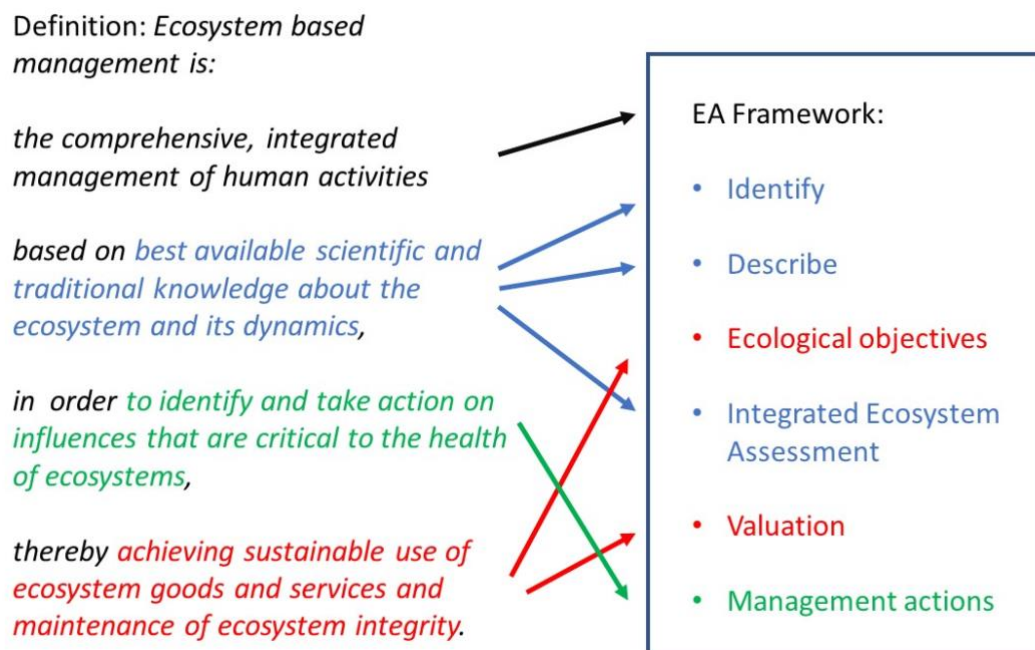 Definition: Ecosystem based
management is:
the comprehensive, integrated
management of human activities
based on best available scientific and
traditional knowledge about the
ecosystem and its dynamics,
in order to identify and take action on
influences that are critical to the health
of ecosystems,
thereby achieving sustainable use of
ecosystem goods and services and
maintenance of ecosystem integrity.
EA Framework:
• Identify
• Describe
• Ecological objectives
• Integrated Ecosystem
Assessment
• Valuation
• Management actions